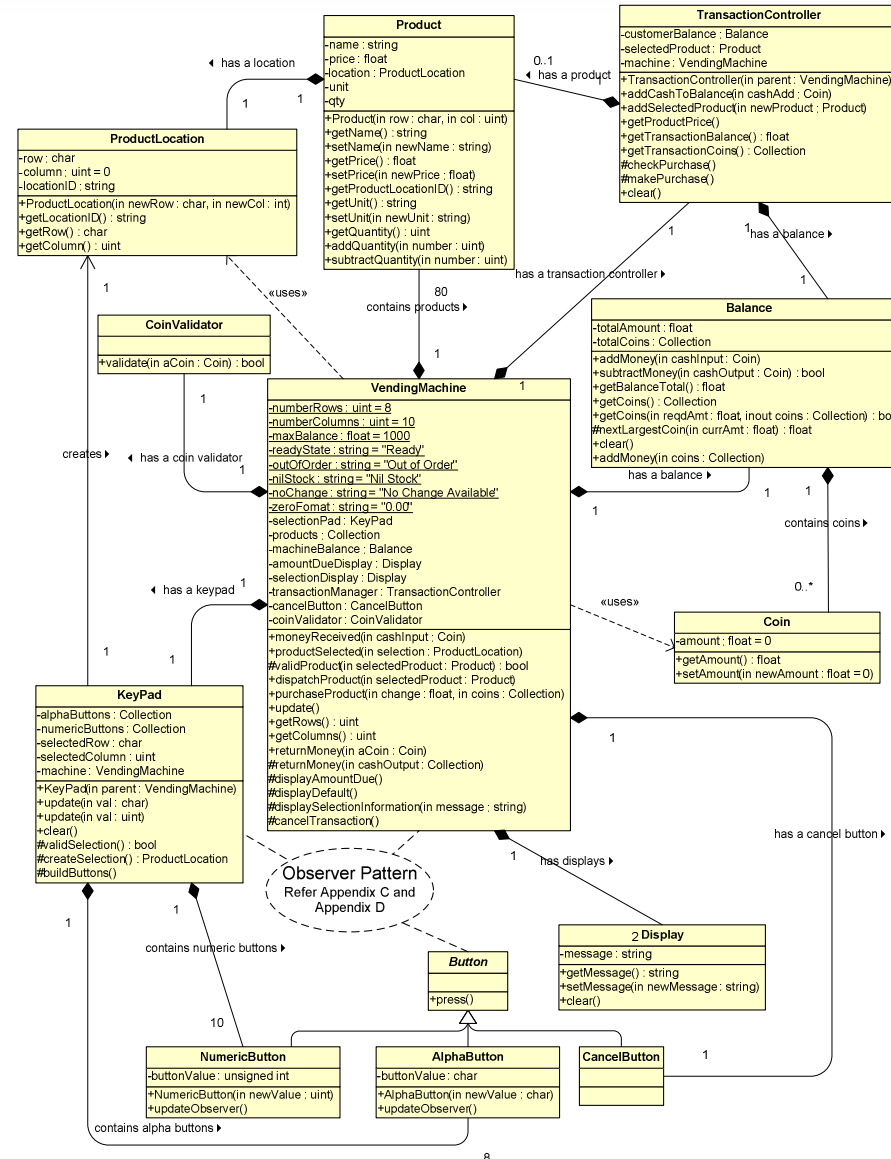 Product
-name : string
-price : float
-location : ProductLocation
-unit
-qty
+Product(in row : char, in col : uint)
+getName() : string
+setName(in newName : string)
+getPrice() : float
+setPrice(in newPrice : float)
+getProductLocationID() : string
+getUnit() : string
+setUnit(in newUnit : string)
+getQuantity() : uint
+addQuantity(in number : uint)
+subtractQuantity(in number : uint)
TransactionController
-customerBalance : Balance
-selectedProduct : Product
-machine : VendingMachine
+TransactionController(in parent : VendingMachine)
+addCashToBalance(in cashAdd : Coin)
+addSelectedProduct(in newProduct : Product)
+getProductPrice()
+getTransactionBalance() : float
+getTransactionCoins() : Collection
#checkPurchase()
#makePurchase()
+clear()
has a location
1
1
0..1
has a product
1
ProductLocation
-row : char
-column : uint = 0
-locationID : string
+ProductLocation(in newRow : char, in newCol : int)
+getLocationID() : string
+getRow() : char
+getColumn() : uint
1
«uses»
80
contains products
1
1
has a transaction controller
1
1
has a balance
1
CoinValidator
+validate(in aCoin : Coin) : bool
1
has a coin validator
1
creates
Balance
-totalAmount : float
-totalCoins : Collection
+addMoney(in cashInput : Coin)
+subtractMoney(in cashOutput : Coin) : bool
+getBalanceTotal() : float
+getCoins() : Collection
+getCoins(in reqdAmt : float, inout coins : Collection) : bo
#nextLargestCoin(in currAmt : float) : float
+clear()
+addMoney(in coins : Collection)
has a balance
1
1
1
contains coins
0..*
VendingMachine
-numberRows : uint = 8
-numberColumns : uint = 10
-maxBalance : float = 1000
-readyState : string = "Ready"
-outOfOrder : string = "Out of Order"
-nilStock : string = "Nil Stock"
-noChange : string = "No Change Available"
-zeroFomat : string = "0.00"
-selectionPad : KeyPad
-products : Collection
-machineBalance : Balance
-amountDueDisplay : Display
-selectionDisplay : Display
-transactionManager : TransactionController
-cancelButton : CancelButton
-coinValidator : CoinValidator
+moneyReceived(in cashInput : Coin)
+productSelected(in selection : ProductLocation)
#validProduct(in selectedProduct : Product) : bool
+dispatchProduct(in selectedProduct : Product)
+purchaseProduct(in change : float, in coins : Collection)
+update()
+getRows() : uint
+getColumns() : uint
+returnMoney(in aCoin : Coin)
#returnMoney(in cashOutput : Collection)
#displayAmountDue()
#displayDefault()
#displaySelectionInformation(in message : string)
#cancelTransaction()
has a keypad
1
1
1
«uses»
Coin
-amount : float = 0
+getAmount() : float
+setAmount(in newAmount : float = 0)
KeyPad
-alphaButtons : Collection
-numericButtons : Collection
-selectedRow : char
-selectedColumn : uint
-machine : VendingMachine
+KeyPad(in parent : VendingMachine)
+update(in val : char)
+update(in val : uint)
+clear()
#validSelection() : bool
#createSelection() : ProductLocation
#buildButtons()
1
has a cancel button
1
has displays
Observer Pattern
Refer Appendix C and
Appendix D
1
1
contains numeric buttons
10
2
Display
-message : string
+getMessage() : string
+setMessage(in newMessage : string)
+clear()
Button
+press()
NumericButton
-buttonValue : unsigned int
+NumericButton(in newValue : uint)
+updateObserver()
AlphaButton
-buttonValue : char
+AlphaButton(in newValue : char)
+updateObserver()
CancelButton
1
contains alpha buttons
8